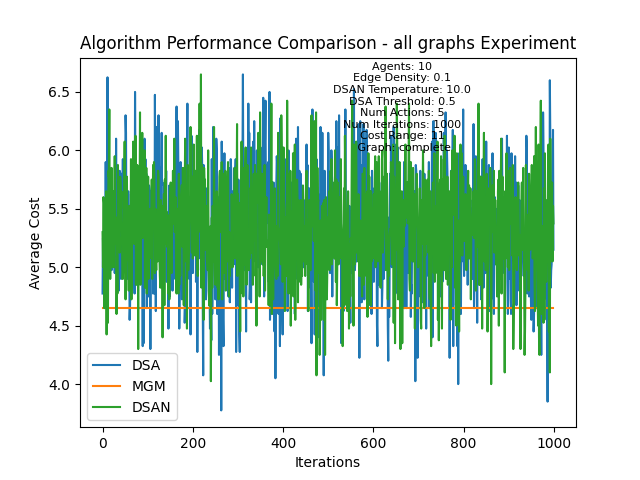 Algorithm Performance Comparison - all graphs Experiment
Agents: 10
Edge Density: 0.1
DSAN Temperature: 10.0
DSA Threshold: 0.5
Num Actions: 5
Num Iterations: 1000
Cost Range: 11
Graph: complete
6.5
6.0
5.5
5.0
4.5
4.0
Average Cost
DSA
MGM
DSAN
0
200
400
600
800
1000
Iterations